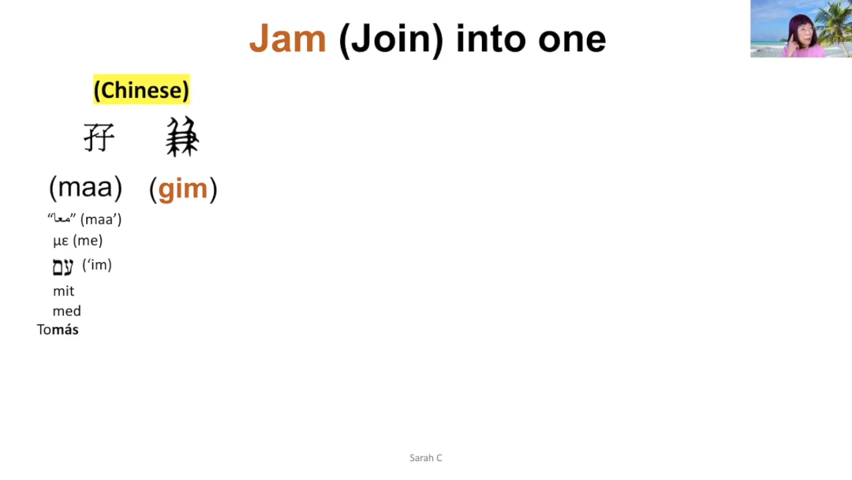 Jam (Join) into one
(Chinese)
孖
(maa) (gim)
“معا” (maa’)
με (me)
עם (‘im)
mit
med
Tomás
Sarah C